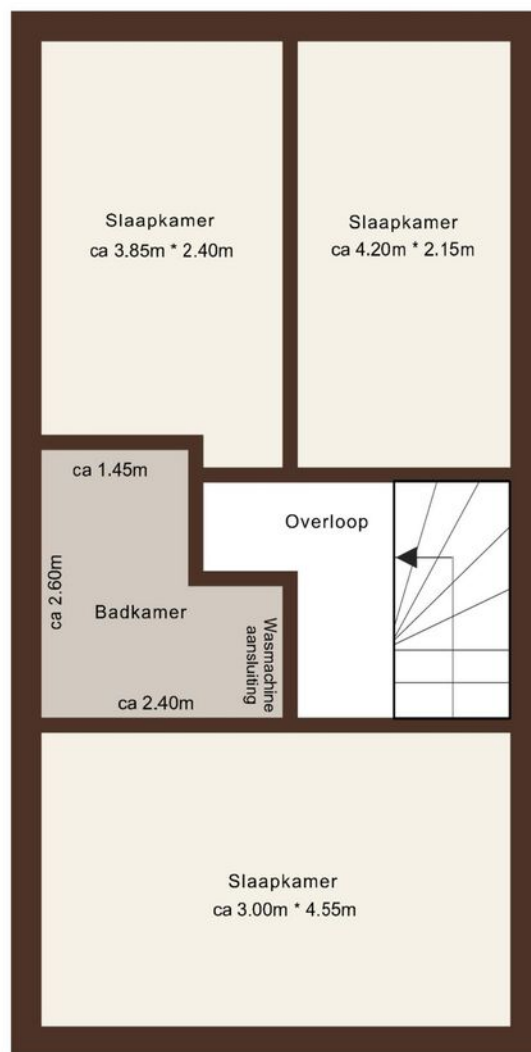 Slaapkamer
ca 3.85m * 2.40m
Slaapkamer
ca 4.20m * 2.15m
ca 1.45m
Overloop
ca 2.60m
Badkamer
Wasmachine
aansluiting
ca 2.40m
Slaapkamer
ca 3.00m * 4.55m